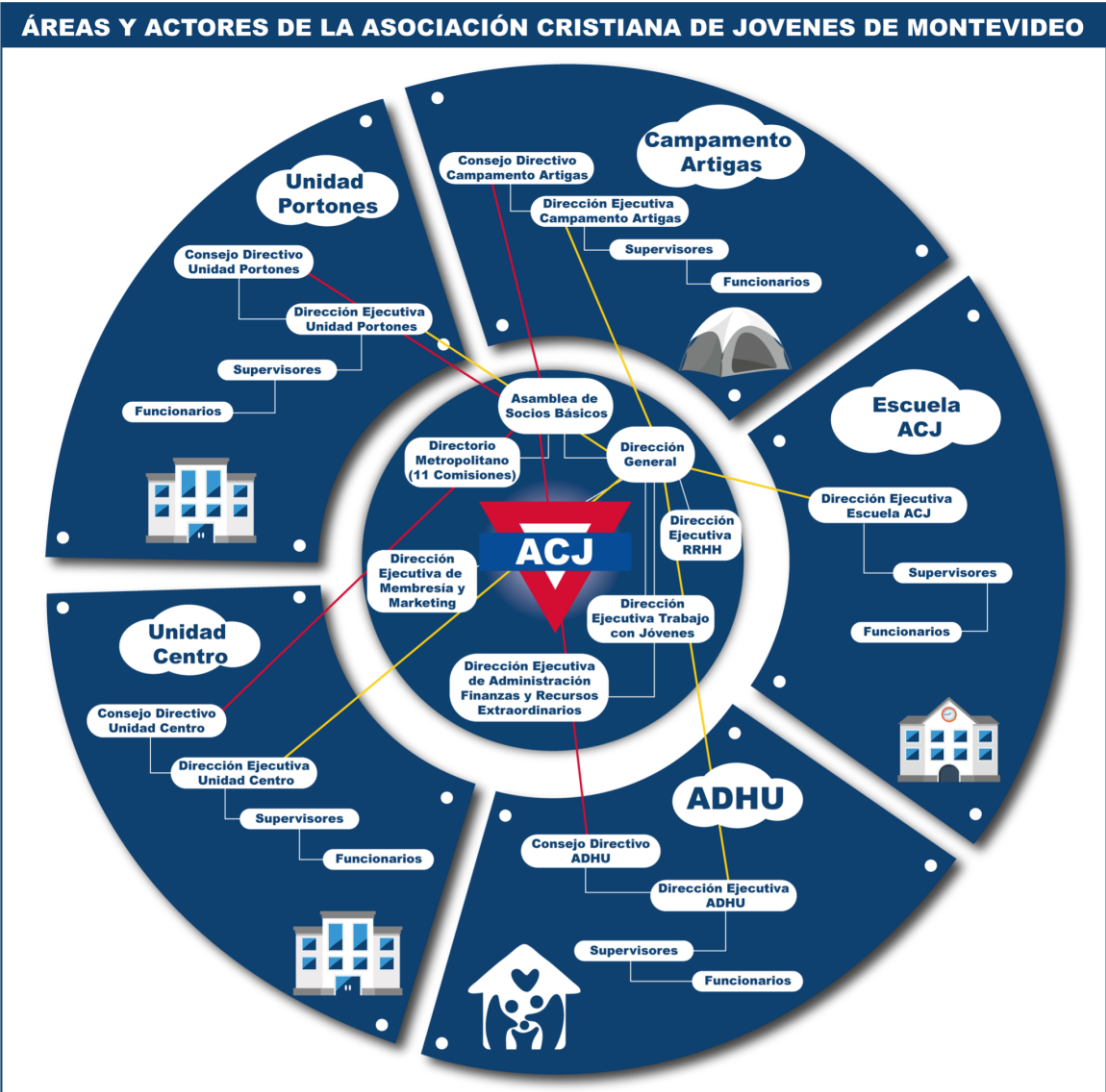 ÁREAS Y ACTORES DE LA ASOCIACIÓN CRISTIANA DE JOVENES DE MONTEVIDEO
Campamento
Artigas
Consejo Directivo
Campamento Artigas
Dirección Ejecutiva
Campamento Artigas
Supervisores
Funcionarios
Unidad
Portones
Consejo Directivo
Unidad Portones
Dirección Ejecutiva
Unidad Portones
Supervisores
Funcionarios
Escuela
ACJ
Dirección Ejecutiva
Escuela ACJ
Supervisores
Funcionarios
Asamblea de
Socios Básicos
Directorio
Metropolitano
(11 Comisiones)
Dirección
General
Dirección
Ejecutiva
RRHH
ACJ
Dirección
Ejecutiva de
Membresía y
Marketing
Dirección
Ejecutiva Trabajo
con Jóvenes
Dirección Ejecutiva
de Administración
Finanzas y Recursos
Extraordinarios
Unidad
Centro
Consejo Directivo
Unidad Centro
Dirección Ejecutiva
Unidad Centro
Supervisores
Funcionarios
ADHU
Consejo Directivo
ADHU
Dirección Ejecutiva
ADHU
Supervisores
Funcionarios